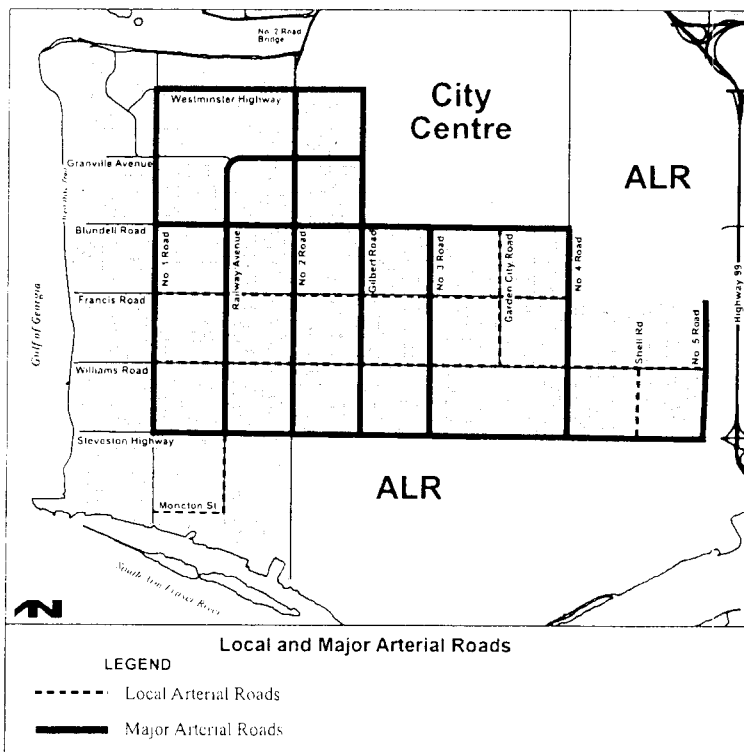 No. 2 Road
Bridge
Westminster Highway
City
Centre
Granville Avenue
ALR
Blundell Road
No. 1 Road
Railway Avenue
No. 2 Road
Gilbert Road
No. 3 Road
Garden City Road
No. 4 Road
Highway 99
Gulf of Georgia
Francis Road
Shell Rd
No. 5 Road
Williams Road
Steveston Highway
ALR
Moncton St
South Arm Fraser River
N
Local and Major Arterial Roads
LEGEND
Local Arterial Roads
Major Arterial Roads